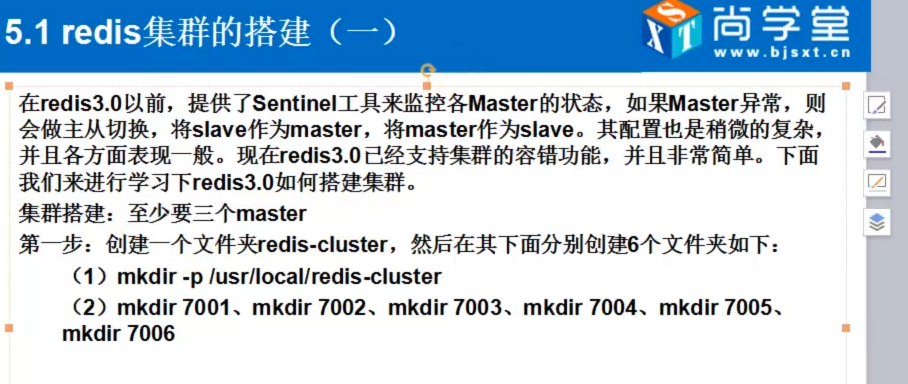 5.1 redis集群的搭建（一）
SXT
尚学堂
www.bjsxt.cn
在redis3.0以前，提供了Sentinel工具来监控各Master的状态，如果Master异常，则
会做主从切换，将slave作为master，将master作为slave。其配置也是稍微的复杂，
并且各方面表现一般。现在redis3.0已经支持集群的容错功能，并且非常简单。下面
我们来进行学习下redis3.0如何搭建集群。
集群搭建：至少要三个master
第一步：创建一个文件夹redis-cluster，然后在其下面分别创建6个文件夹如下：
（1）mkdir -p /usr/local/redis-cluster
（2）mkdir 7001、mkdir 7002、mkdir 7003、mkdir 7004、mkdir 7005、
mkdir 7006